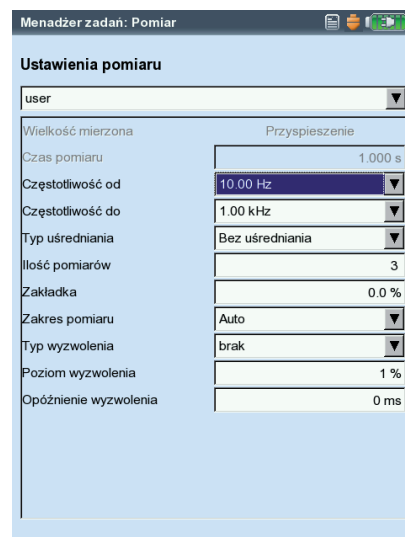 Menadżer zadań: Pomiar
Ustawienia pomiaru
user
Wielkość mierzona Przyspieszenie
Czas pomiaru 1.000 s
Częstotliwość od 10.00 Hz
Częstotliwość do 1.00 kHz
Typ uśredniania Bez uśredniania
Ilość pomiarów 3
Zakładka 0.0 %
Zakres pomiaru Auto
Typ wyzwolenia brak
Poziom wyzwolenia 1 %
Opóźnienie wyzwolenia 0 ms